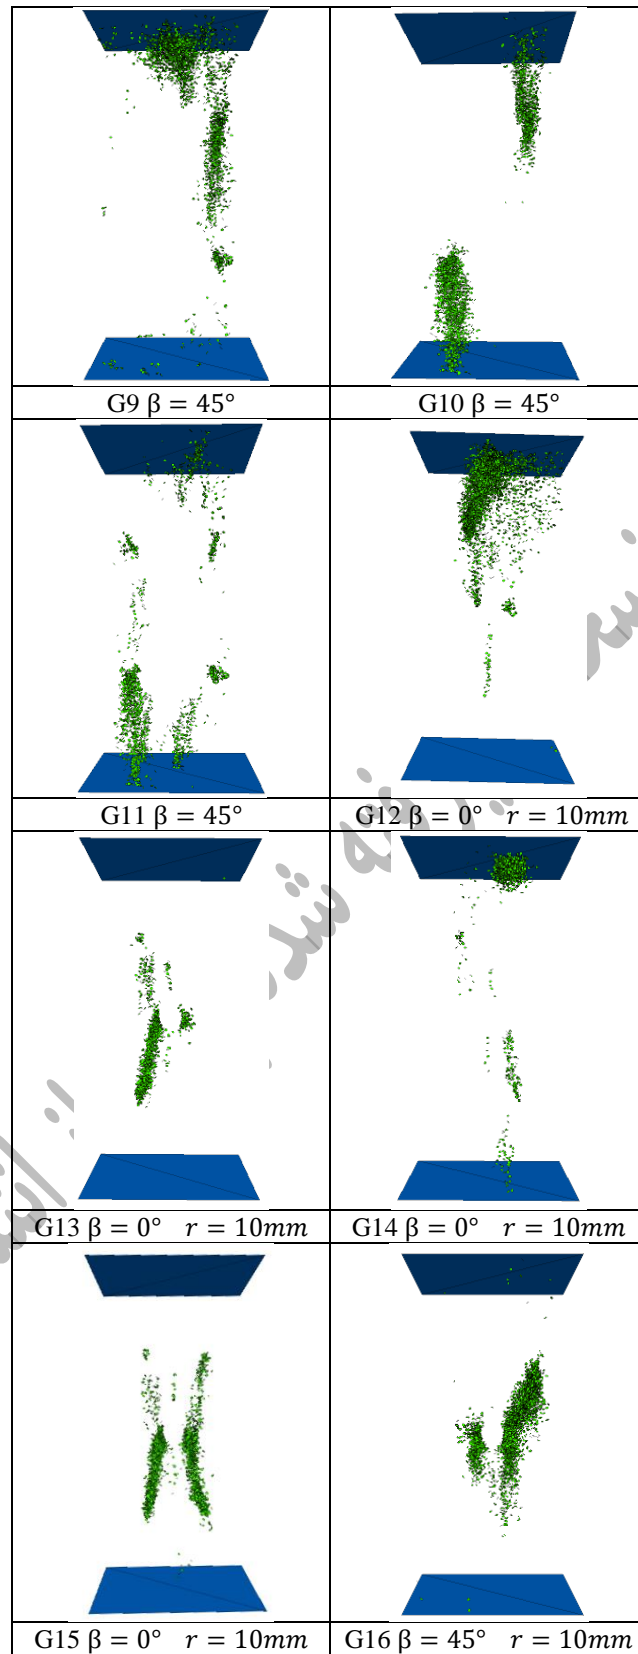 G9 β = 45°
G10 β = 45°
G11 β = 45°
G12 β = 0° r = 10mm
G13 β = 0° r = 10mm
G14 β = 0° r = 10mm
G15 β = 0° r = 10mm
G16 β = 45° r = 10mm